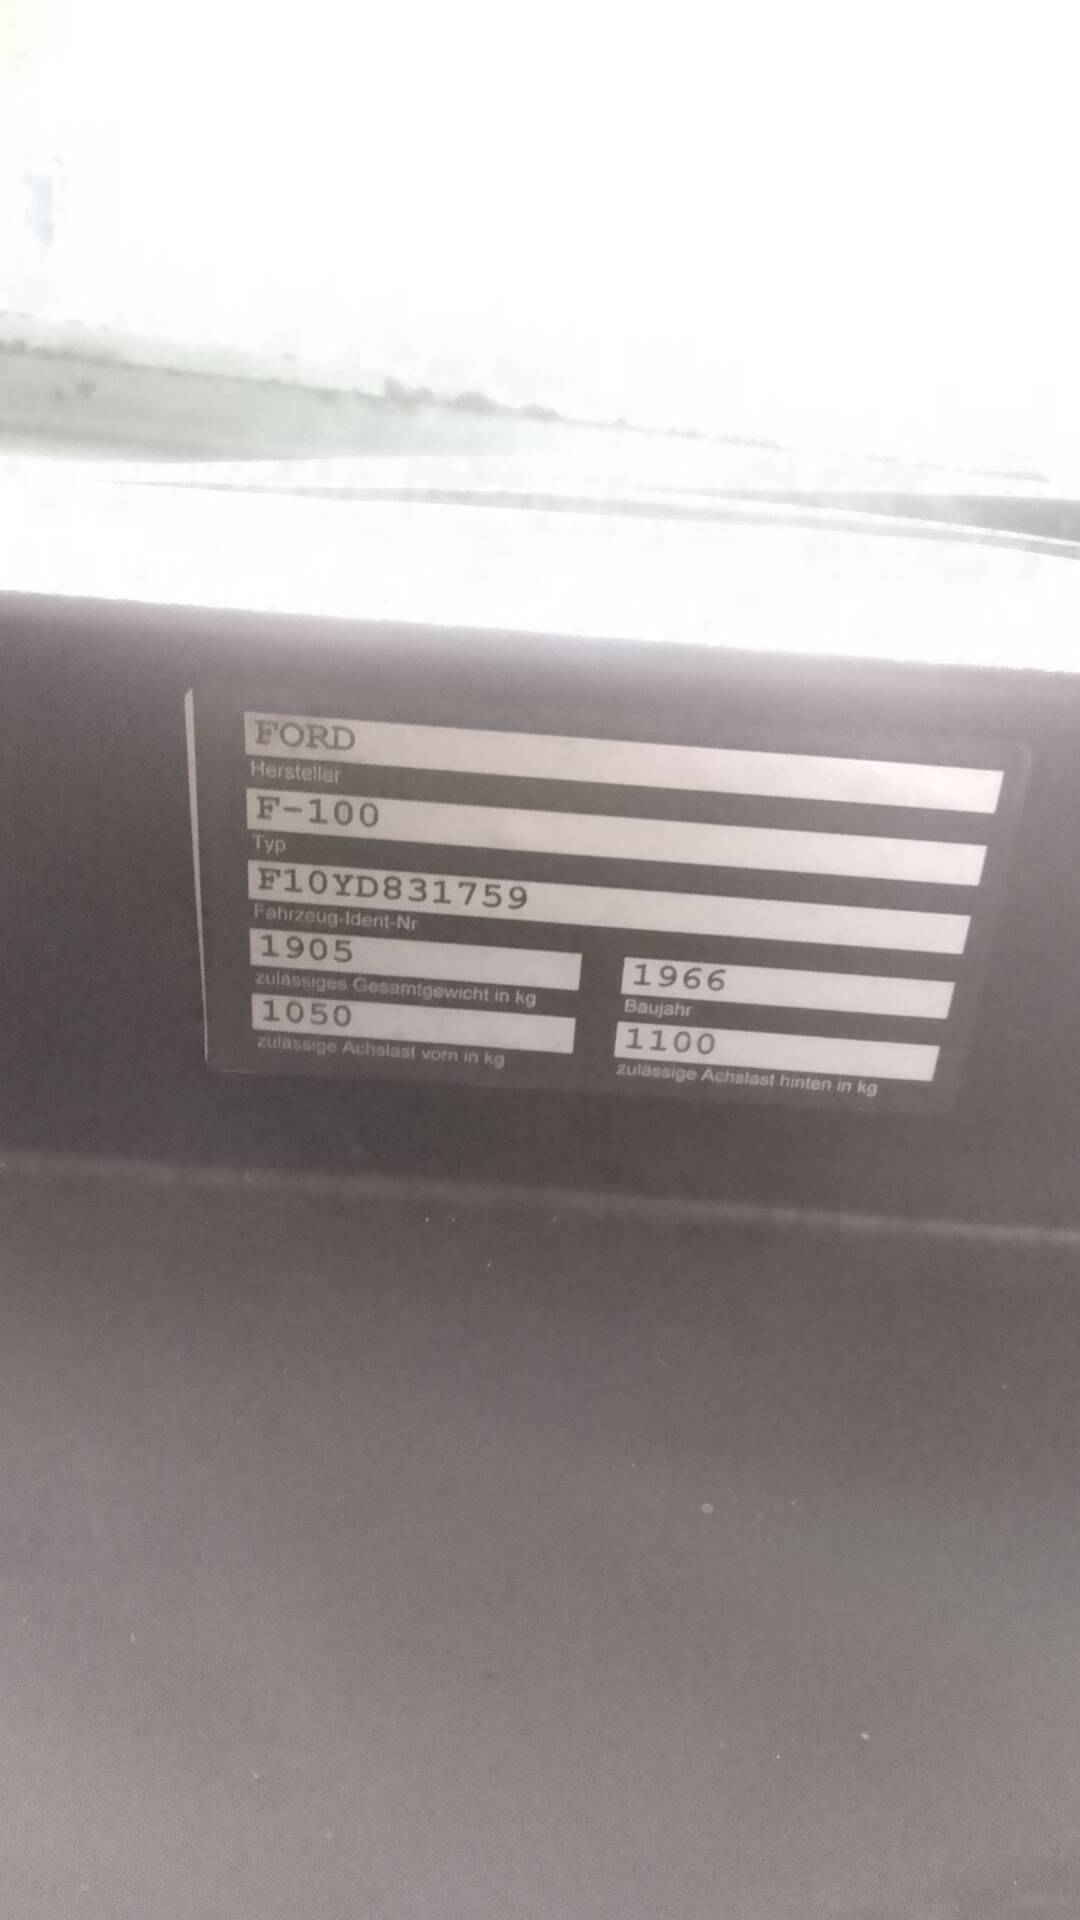 FORD
Hersteller
F-100
Typ
F10YD831759
Fahrzeug-Ident-Nr
1905
zulässiges Gesamtgewicht in kg
1966
Baujahr
1050
zulässige Achslast vorn in kg
1100
zulässige Achslast hinten in kg